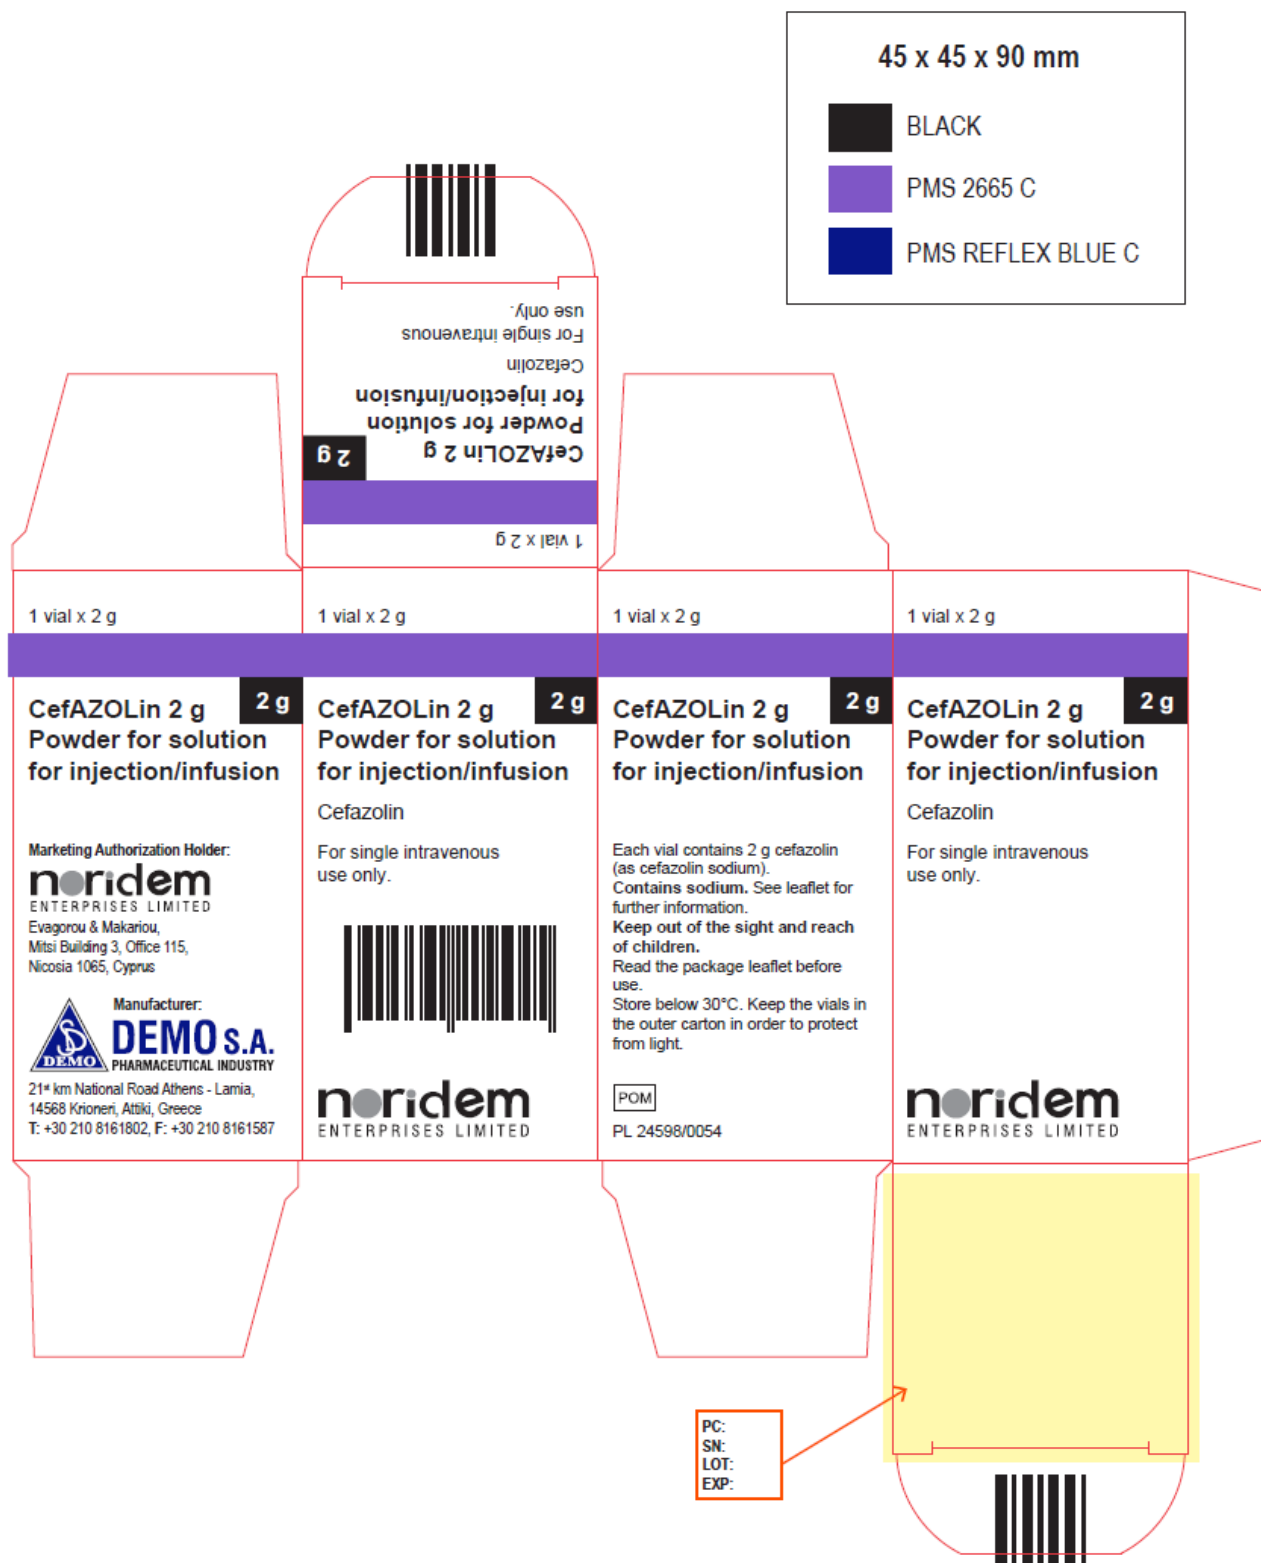 45 x 45 x 90 mm
BLACK
PMS 2665 C
PMS REFLEX BLUE C
1 vial x 2 g
2 g
CefAZOLin 2 g
Powder for solution
for injection/infusion
Cefazolin
For single intravenous
use only.
1 vial x 2 g
2 g
CefAZOLin 2 g
Powder for solution
for injection/infusion
Marketing Authorization Holder:
noridem
ENTERPRISES LIMITED
Evagorou & Makariou,
Mitsi Building 3, Office 115,
Nicosia 1065, Cyprus
Manufacturer:
SD
DEMO
DEMO S.A.
PHARMACEUTICAL INDUSTRY
21st km National Road Athens - Lamia,
14568 Krioneri, Attiki, Greece
T: +30 210 8161802, F: +30 210 8161587
1 vial x 2 g
2 g
CefAZOLin 2 g
Powder for solution
for injection/infusion
Cefazolin
For single intravenous
use only.
noridem
ENTERPRISES LIMITED
1 vial x 2 g
2 g
CefAZOLin 2 g
Powder for solution
for injection/infusion
Each vial contains 2 g cefazolin
(as cefazolin sodium).
Contains sodium. See leaflet for
further information.
Keep out of the sight and reach
of children.
Read the package leaflet before
use.
Store below 30°C. Keep the vials in
the outer carton in order to protect
from light.
POM
PL 24598/0054
1 vial x 2 g
2 g
CefAZOLin 2 g
Powder for solution
for injection/infusion
Cefazolin
For single intravenous
use only.
noridem
ENTERPRISES LIMITED
PC:
SN:
LOT:
EXP: